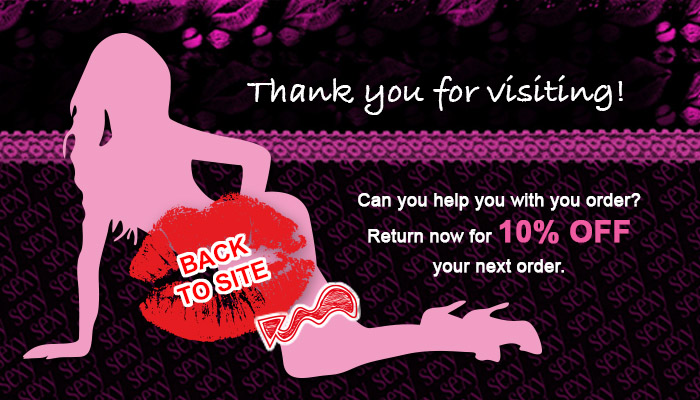 Thank you for visiting!
Can you help you with you order?
Return now for 10% OFF
your next order.
BACK
TO SITE
sexy